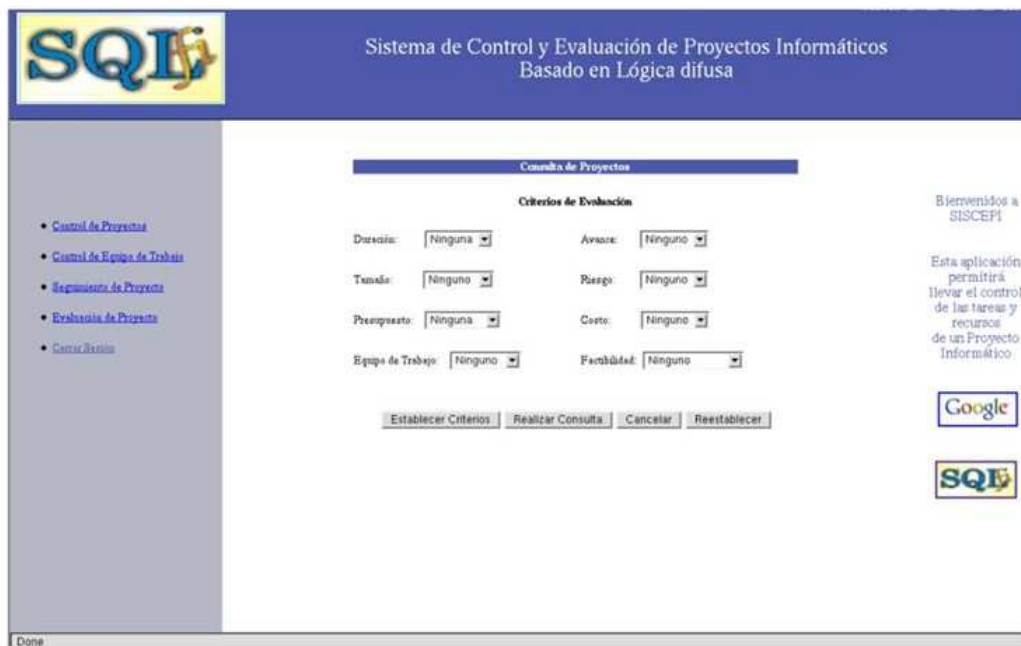 SQLfi
Sistema de Control y Evaluación de Proyectos Informáticos
Basado en Lógica difusa
Control de Proyectos
Control de Equipo de Trabajo
Seguimiento de Proyecto
Evaluación de Proyecto
Cerrar Sesión
Consulta de Proyectos
Criterios de Evaluación
Duración: Ninguna Avance: Ninguno
Tamaño: Ninguno Riesgo: Ninguno
Presupuesto: Ninguna Costo: Ninguno
Equipo de Trabajo: Ninguno Factibilidad: Ninguno
Establecer Criterios Realizar Consulta Cancelar Reestablecer
Bienvenidos a
SISCEPI
Esta aplicación
permitirá
llevar el control
de las tareas y
recursos
de un Proyecto
Informático
Google
SQLfi
Done